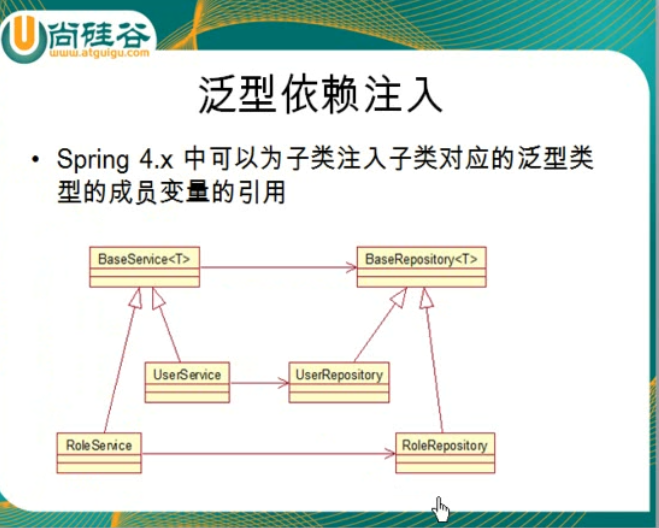 尚硅谷
www.atguigu.com
泛型依赖注入
• Spring 4.x 中可以为子类注入子类对应的泛型类
型的成员变量的引用
BaseService<T>
BaseRepository<T>
UserService
UserRepository
RoleService
RoleRepository